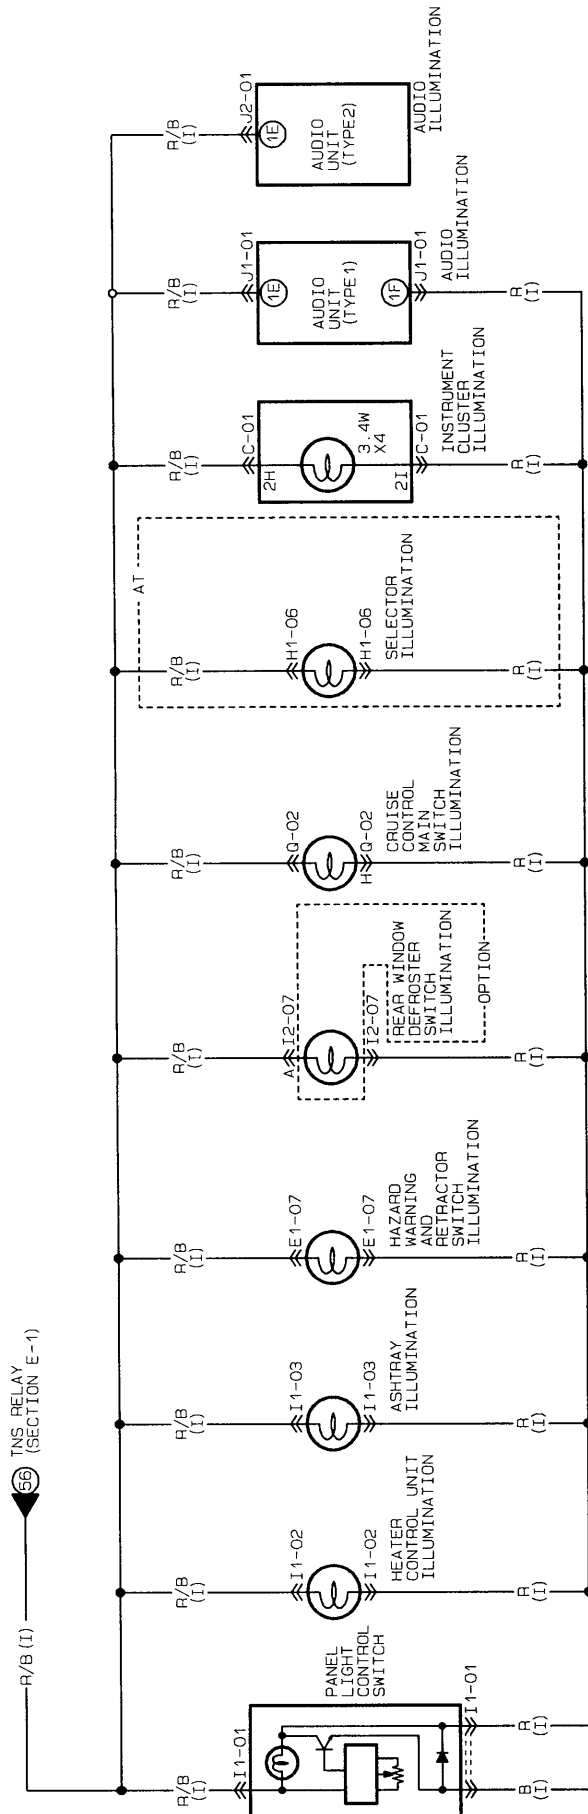 TNS RELAY
(SECTION E-1)
56
R/B(I)
R/B
(I)
I1-01
PANEL
LIGHT
CONTROL
SWITCH
I1-01
B
(I)
R
(I)
R/B
(I)
I1-02
I1-02
HEATER
CONTROL UNIT
ILLUMINATION
R
(I)
R/B
(I)
I1-03
I1-03
ASHTRAY
ILLUMINATION
R
(I)
R/B
(I)
E1-07
E1-07
HAZARD
WARNING
AND
RETRACTOR
SWITCH
ILLUMINATION
R
(I)
R/B
(I)
A
I2-07
I2-07
REAR WINDOW
DEFROSTER
SWITCH
ILLUMINATION
OPTION
R
(I)
R/B
(I)
Q-02
H
Q-02
CRUISE
CONTROL
MAIN
SWITCH
ILLUMINATION
R
(I)
AT
R/B
(I)
H1-06
H1-06
SELECTOR
ILLUMINATION
R
(I)
R/B
(I)
C-01
2H
3.4W
X4
2I
C-01
INSTRUMENT
CLUSTER
ILLUMINATION
R
(I)
R/B
(I)
J1-01
1E
AUDIO
UNIT
(TYPE1)
1F
J1-01
AUDIO
ILLUMINATION
R
(I)
R/B
(I)
J2-01
1E
AUDIO
UNIT
(TYPE2)
AUDIO
ILLUMINATION